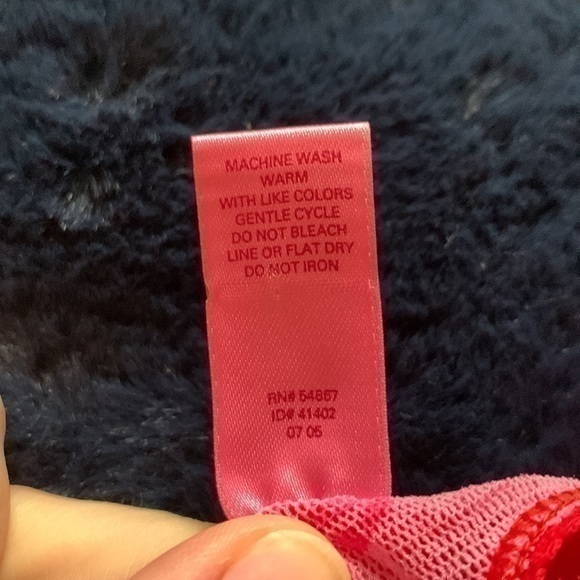 MACHINE WASH
WARM
WITH LIKE COLORS
GENTLE CYCLE
DO NOT BLEACH
LINE OR FLAT DRY
DO NOT IRON
RN# 54867
ID# 41402
07 05